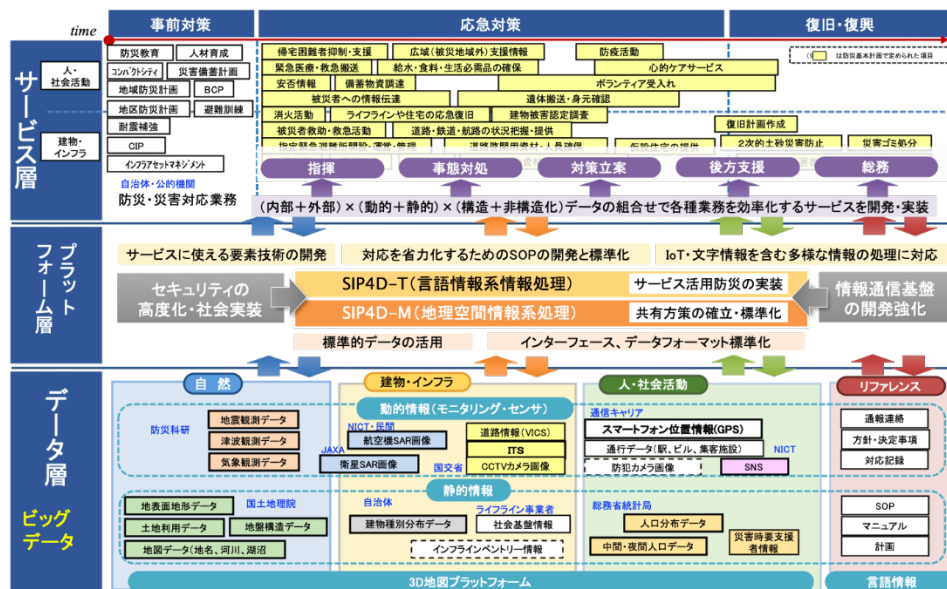 事前対策
応急対策
復旧・復興
time
サービス層
人・
社会活動
建物・
インフラ
防災教育
人材育成
コンパクトシティ
災害備蓄計画
地域防災計画
BCP
地区防災計画
避難訓練
耐震補強
CIP
インフラアセットマネジメント
自治体・公的機関
防災・災害対応業務
帰宅困難者抑制・支援
広域(被災地域外)支援情報
防疫活動
は防災基本計画で定められた項目
緊急医療・救急搬送
給水・食料・生活必需品の確保
心的ケアサービス
安否情報
備蓄物資調達
ボランティア受入れ
被災者への情報伝達
遺体搬送・身元確認
消火活動
ライフラインや住宅の応急復旧
建物被害認定調査
被災者救助・救急活動
道路・鉄道・航路の状況把握・提供
復旧計画作成
指定緊急避難所開設・運営・管理
道路啓開用資材・人員確保
仮設住宅の提供
2次的土砂災害防止
災害ゴミ処分
指揮
事態対処
対策立案
後方支援
総務
(内部+外部)×(動的+静的)×(構造+非構造化)データの組合せで各種業務を効率化するサービスを開発・実装
プラットフォーム層
サービスに使える要素技術の開発
対応を省力化するためのSOPの開発と標準化
IoT・文字情報を含む多様な情報の処理に対応
セキュリティの
高度化・社会実装
SIP4D-T(言語情報系情報処理)
サービス活用防災の実装
SIP4D-M(地理空間情報系処理)
共有方策の確立・標準化
情報通信基盤
の開発強化
標準的データの活用
インターフェース、データフォーマット標準化
データ層
ビッグ
データ
自 然
建物・インフラ
人・社会活動
リファレンス
動的情報(モニタリング・センサ)
防災科研
地震観測データ
津波観測データ
気象観測データ
NICT・民間
航空機SAR画像
JAXA
衛星SAR画像
道路情報(VICS)
ITS
国交省
CCTVカメラ画像
通信キャリア
スマートフォン位置情報(GPS)
通行データ(駅、ビル、集客施設)
NICT
防犯カメラ画像
SNS
通報連絡
方針・決定事項
対応記録
静的情報
地表面地形データ
国土地理院
土地利用データ
地盤構造データ
地図データ(地名、河川、湖沼
自治体
建物種別分布データ
ライフライン事業者
社会基盤情報
インフラインベントリー情報
総務省統計局
人口分布データ
中間・夜間人口データ
災害時要支援
者情報
SOP
マニュアル
計画
3D地図プラットフォーム
言語情報